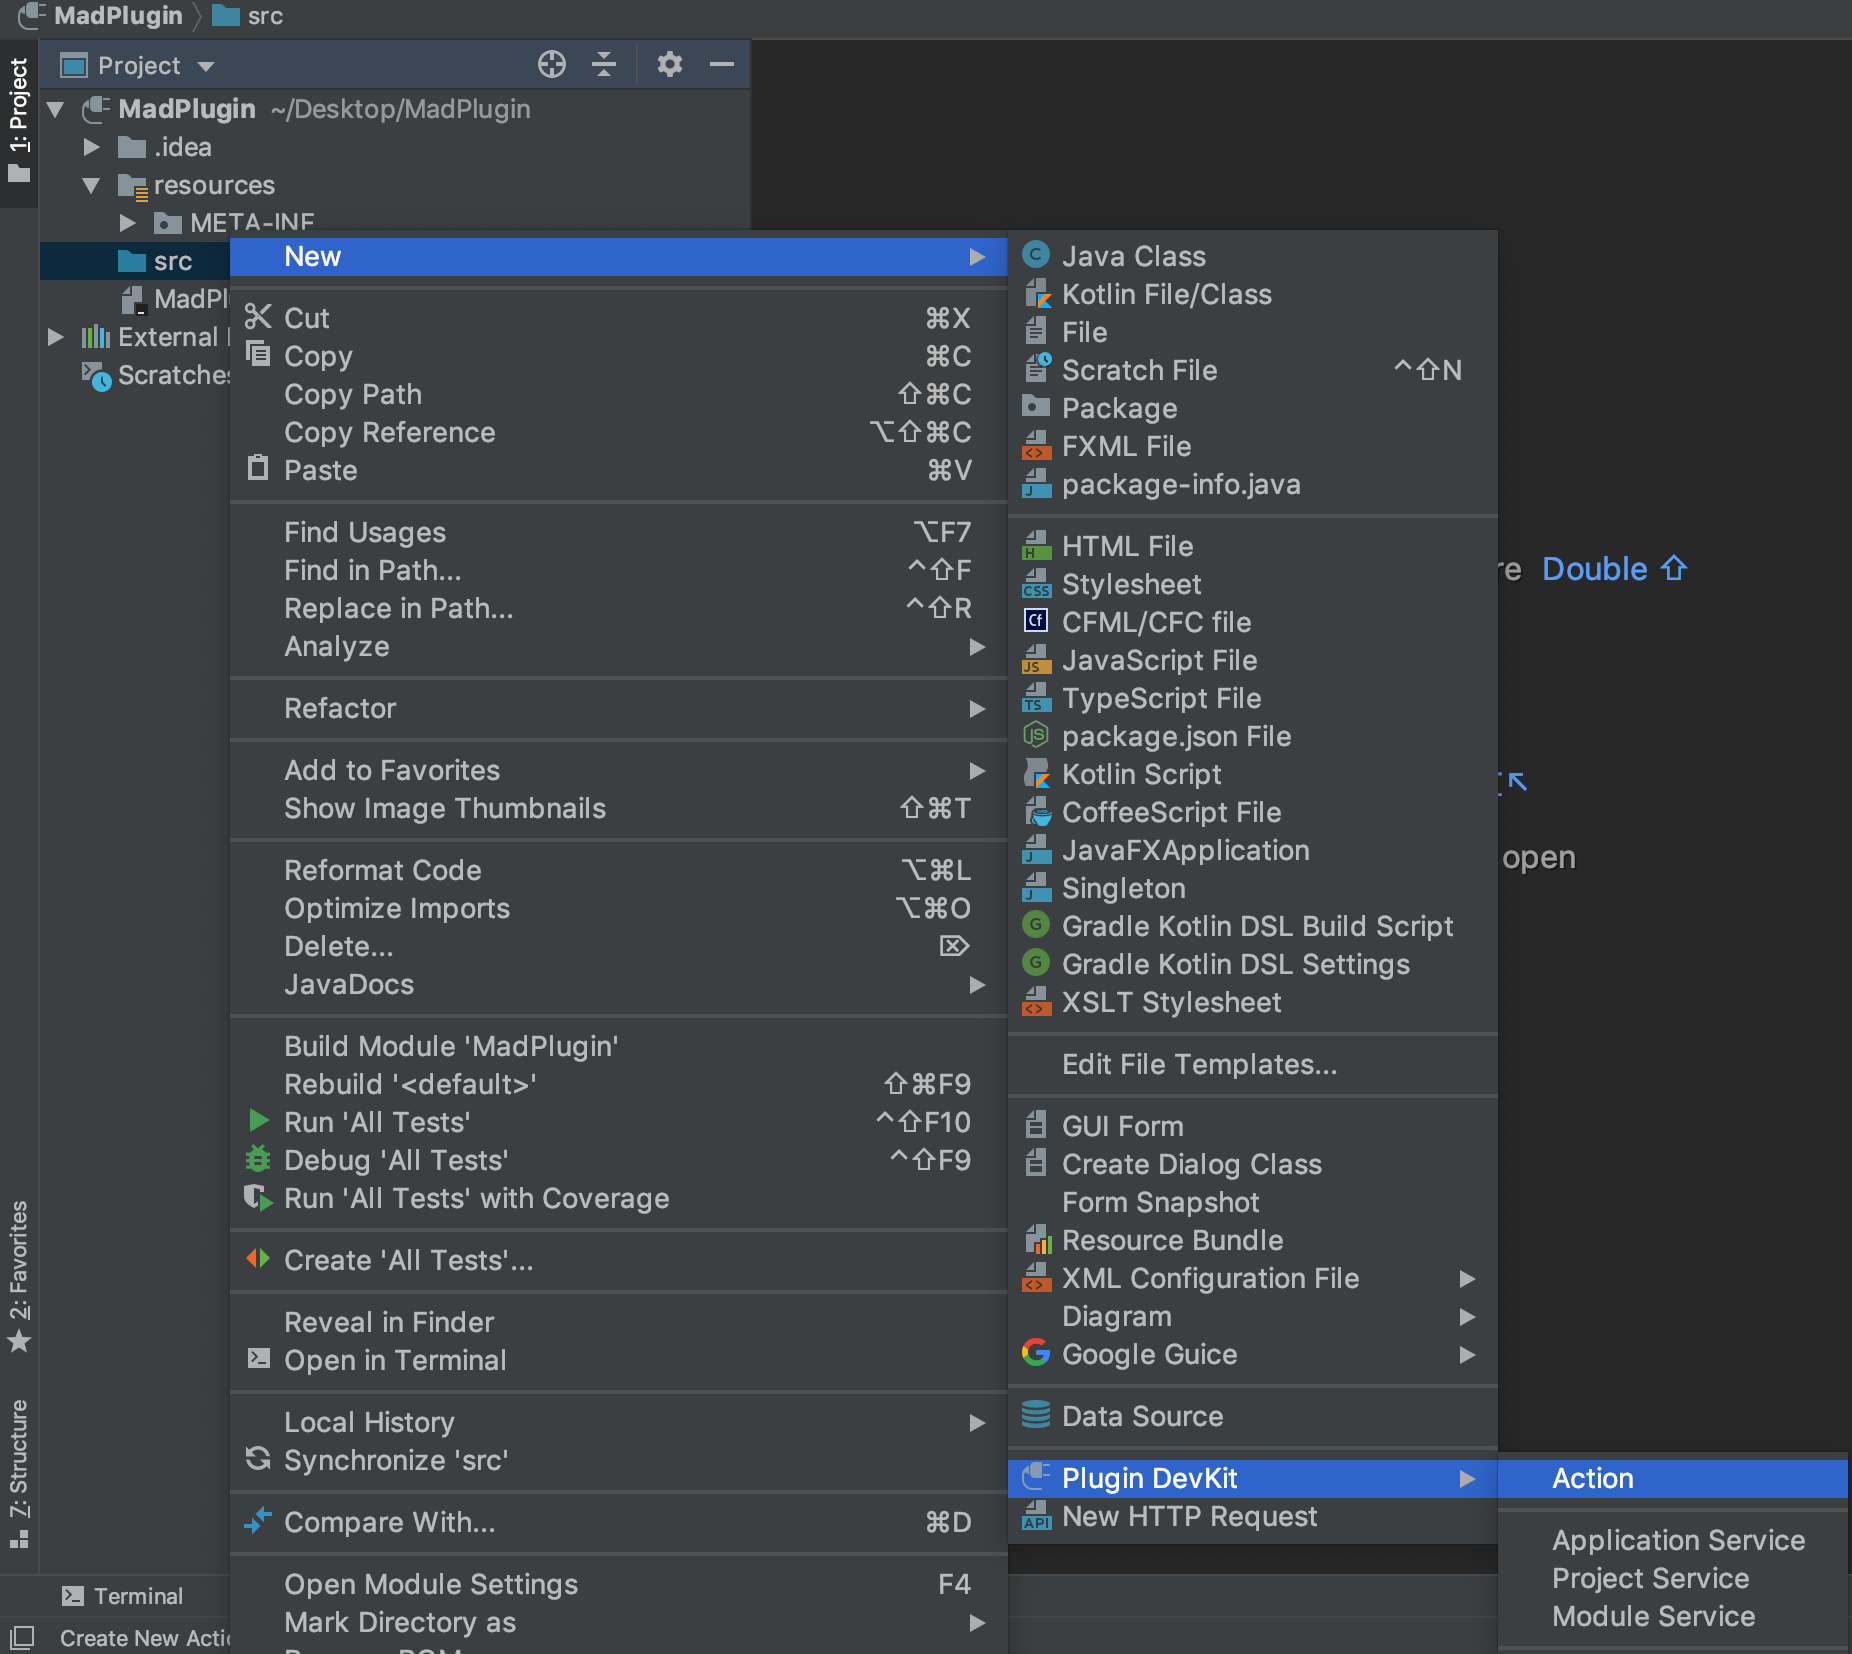 MadPlugin src
1: Project
Project
MadPlugin ~/Desktop/MadPlugin
.idea
resources
META-INF
src
MadPl
External
Scratches
New
Cut ⌘X
Copy ⌘C
Copy Path ⇧⌘C
Copy Reference ⌥⇧⌘C
Paste ⌘V
Find Usages ⌥F7
Find in Path... ^⇧F
Replace in Path... ^⇧R
Analyze
Refactor
Add to Favorites
Show Image Thumbnails ⇧⌘T
Reformat Code ⌥⌘L
Optimize Imports ⌥⌘O
Delete... ⌦
JavaDocs
Build Module 'MadPlugin'
Rebuild '<default>' ⇧⌘F9
Run 'All Tests' ^⇧F10
Debug 'All Tests' ^⇧F9
Run 'All Tests' with Coverage
Create 'All Tests'...
Reveal in Finder
Open in Terminal
Local History
Synchronize 'src'
Compare With... ⌘D
Open Module Settings F4
Mark Directory as
Java Class
Kotlin File/Class
File
Scratch File ^⇧N
Package
FXML File
package-info.java
HTML File
Stylesheet
CFML/CFC file
JavaScript File
TypeScript File
package.json File
Kotlin Script
CoffeeScript File
JavaFXApplication
Singleton
Gradle Kotlin DSL Build Script
Gradle Kotlin DSL Settings
XSLT Stylesheet
Edit File Templates...
GUI Form
Create Dialog Class
Form Snapshot
Resource Bundle
XML Configuration File
Diagram
Google Guice
Data Source
Plugin DevKit
New HTTP Request
Action
Application Service
Project Service
Module Service
re Double ⇧
↖
open
2: Favorites
7: Structure
Terminal
Create New Actio